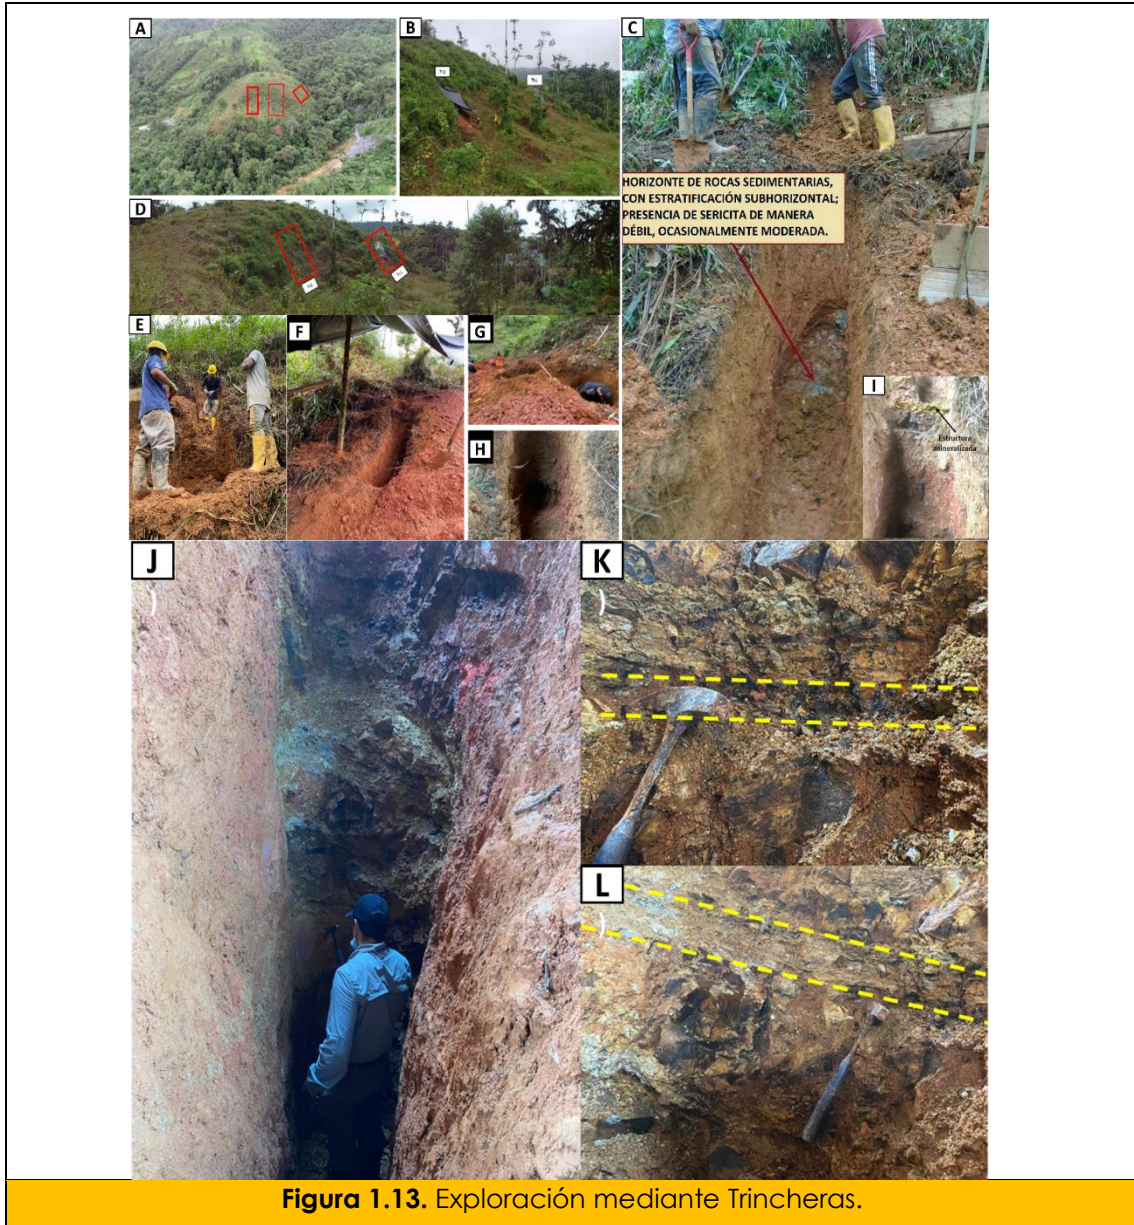 A
B
C
HORIZONTE DE ROCAS SEDIMENTARIAS,
CON ESTRATIFICACIÓN SUBHORIZONTAL;
PRESENCIA DE SERICITA DE MANERA
DÉBIL, OCASIONALMENTE MODERADA.
D
E
F
G
H
I
Estructura
mineralizada
J
K
L
Figura 1.13. Exploración mediante Trincheras.